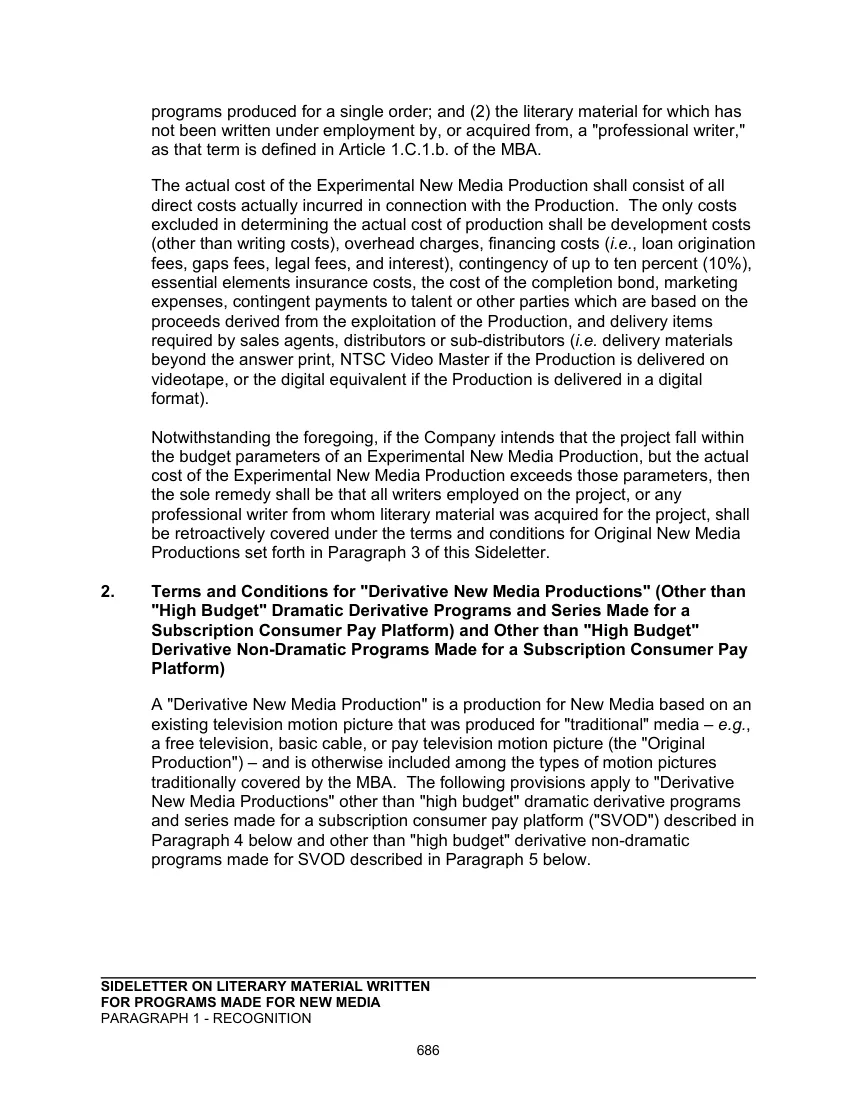 programs produced for a single order; and (2) the literary material for which has
not been written under employment by, or acquired from, a "professional writer,"
as that term is defined in Article 1.C.1.b. of the MBA.
The actual cost of the Experimental New Media Production shall consist of all
direct costs actually incurred in connection with the Production.  The only costs
excluded in determining the actual cost of production shall be development costs
(other than writing costs), overhead charges, financing costs (i.e., loan origination
fees, gaps fees, legal fees, and interest), contingency of up to ten percent (10%),
essential elements insurance costs, the cost of the completion bond, marketing
expenses, contingent payments to talent or other parties which are based on the
proceeds derived from the exploitation of the Production, and delivery items
required by sales agents, distributors or sub-distributors (i.e. delivery materials
beyond the answer print, NTSC Video Master if the Production is delivered on
videotape, or the digital equivalent if the Production is delivered in a digital
format).
Notwithstanding the foregoing, if the Company intends that the project fall within
the budget parameters of an Experimental New Media Production, but the actual
cost of the Experimental New Media Production exceeds those parameters, then
the sole remedy shall be that all writers employed on the project, or any
professional writer from whom literary material was acquired for the project, shall
be retroactively covered under the terms and conditions for Original New Media
Productions set forth in Paragraph 3 of this Sideletter.
2. Terms and Conditions for "Derivative New Media Productions" (Other than
"High Budget" Dramatic Derivative Programs and Series Made for a
Subscription Consumer Pay Platform) and Other than "High Budget"
Derivative Non-Dramatic Programs Made for a Subscription Consumer Pay
Platform)
A "Derivative New Media Production" is a production for New Media based on an
existing television motion picture that was produced for "traditional" media – e.g.,
a free television, basic cable, or pay television motion picture (the "Original
Production") – and is otherwise included among the types of motion pictures
traditionally covered by the MBA.  The following provisions apply to "Derivative
New Media Productions" other than "high budget" dramatic derivative programs
and series made for a subscription consumer pay platform ("SVOD") described in
Paragraph 4 below and other than "high budget" derivative non-dramatic
programs made for SVOD described in Paragraph 5 below.
SIDELETTER ON LITERARY MATERIAL WRITTEN
FOR PROGRAMS MADE FOR NEW MEDIA
PARAGRAPH 1 - RECOGNITION
686